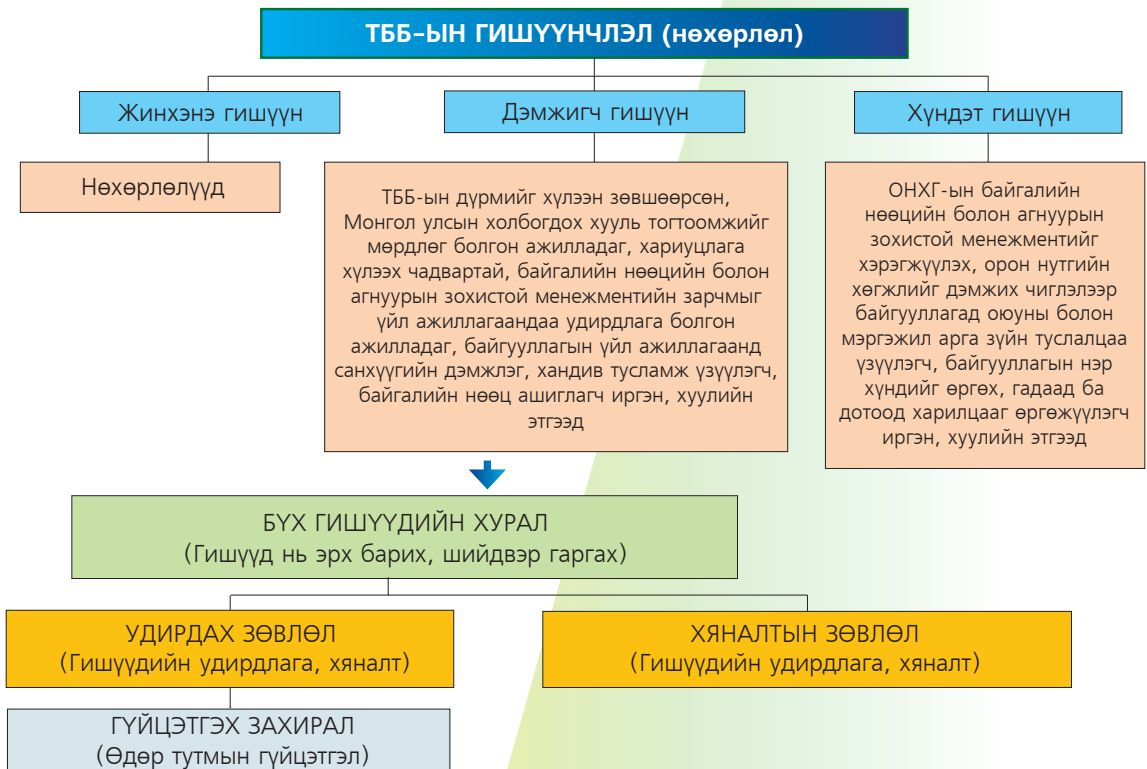 ТББ-ЫН ГИШҮҮНЧЛЭЛ (нөхөрлөл)
Жинхэнэ гишүүн
Дэмжигч гишүүн
Хүндэт гишүүн
Нөхөрлөлүүд
ТББ-ын дүрмийг хүлээн зөвшөөрсөн,
Монгол улсын холбогдох хууль тогтоомжийг
мөрдлөг болгон ажилладаг, хариуцлага
хүлээх чадвартай, байгалийн нөөцийн болон
агнуурын зохистой менежментийн зарчмыг
үйл ажиллагаандаа удирдлага болгон
ажилладаг, байгууллагын үйл ажиллагаанд
санхүүгийн дэмжлэг, хандив тусламж үзүүлэгч,
байгалийн нөөц ашиглагч иргэн, хуулийн
этгээд
ОНХГ-ын байгалийн
нөөцийн болон агнуурын
зохистой менежментийг
хэрэгжүүлэх, орон нутгийн
хөгжлийг дэмжих чиглэлээр
байгууллагад оюуны болон
мэргэжил арга зүйн туслалцаа
үзүүлэгч, байгууллагын нэр
хүндийг өргөх, гадаад ба
дотоод харилцааг өргөжүүлэгч
иргэн, хуулийн этгээд
БҮХ ГИШҮҮДИЙН ХУРАЛ
(Гишүүд нь эрх барих, шийдвэр гаргах)
УДИРДАХ ЗӨВЛӨЛ
(Гишүүдийн удирдлага, хяналт)
ХЯНАЛТЫН ЗӨВЛӨЛ
(Гишүүдийн удирдлага, хяналт)
ГҮЙЦЭТГЭХ ЗАХИРАЛ
(Өдөр тутмын гүйцэтгэл)